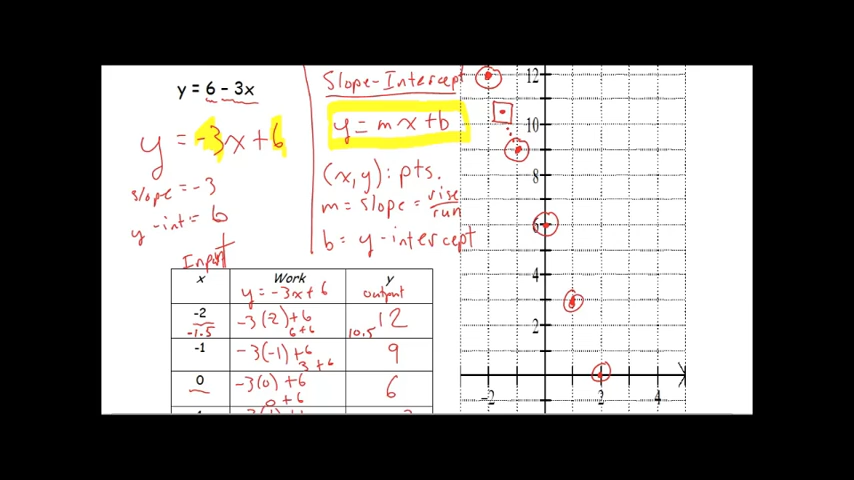 y = 6 - 3x
y = -3x + 6
slope = -3
y-int = 6
Slope-Intercept
y = mx + b
(x,y): pts.
m = slope = rise/run
b = y-intercept
Input
x Work y
y = -3x + 6 output
-2 -3(-2)+6 12
-1.5 6+6 10.5
-1 -3(-1)+6 9
3+6
0 -3(0)+6 6
0+6
12
10
8
6
4
2
-2 2 4